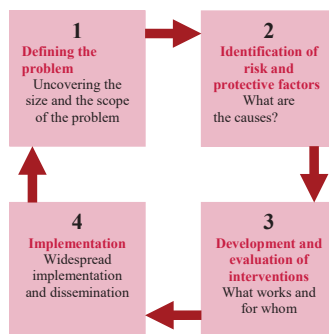 1
Defining the
problem
Uncovering the
size and the scope
of the problem
2
Identification of
risk and
protective factors
What are
the causes?
3
Development and
evaluation of
interventions
What works and
for whom
4
Implementation
Widespread
implementation
and dissemination